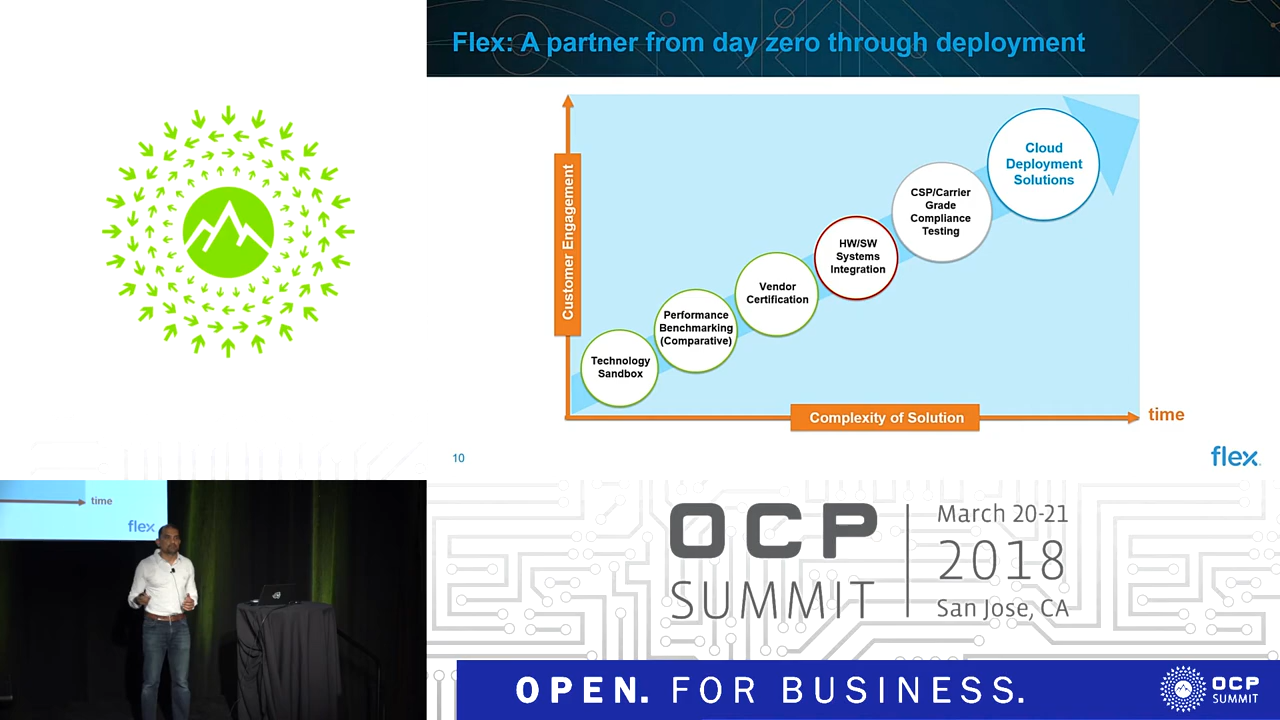 Flex: A partner from day zero through deployment
Customer Engagement
Technology
Sandbox
Performance
Benchmarking
(Comparative)
Vendor
Certification
HW/SW
Systems
Integration
CSP/Carrier
Grade
Compliance
Testing
Cloud
Deployment
Solutions
Complexity of Solution
time
10
flex
time
flex
OCP
SUMMIT
March 20-21
2018
San Jose, CA
OPEN. FOR BUSINESS.
OCP
SUMMIT